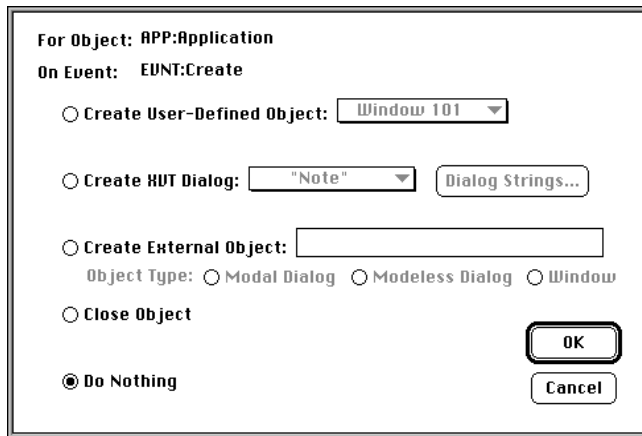 For Object: APP:Application
On Event: EVNT:Create
Create User-Defined Object: Window 101
Create XVT Dialog: "Note" Dialog Strings...
Create External Object:
Object Type: Modal Dialog Modeless Dialog Window
Close Object
OK
Do Nothing
Cancel